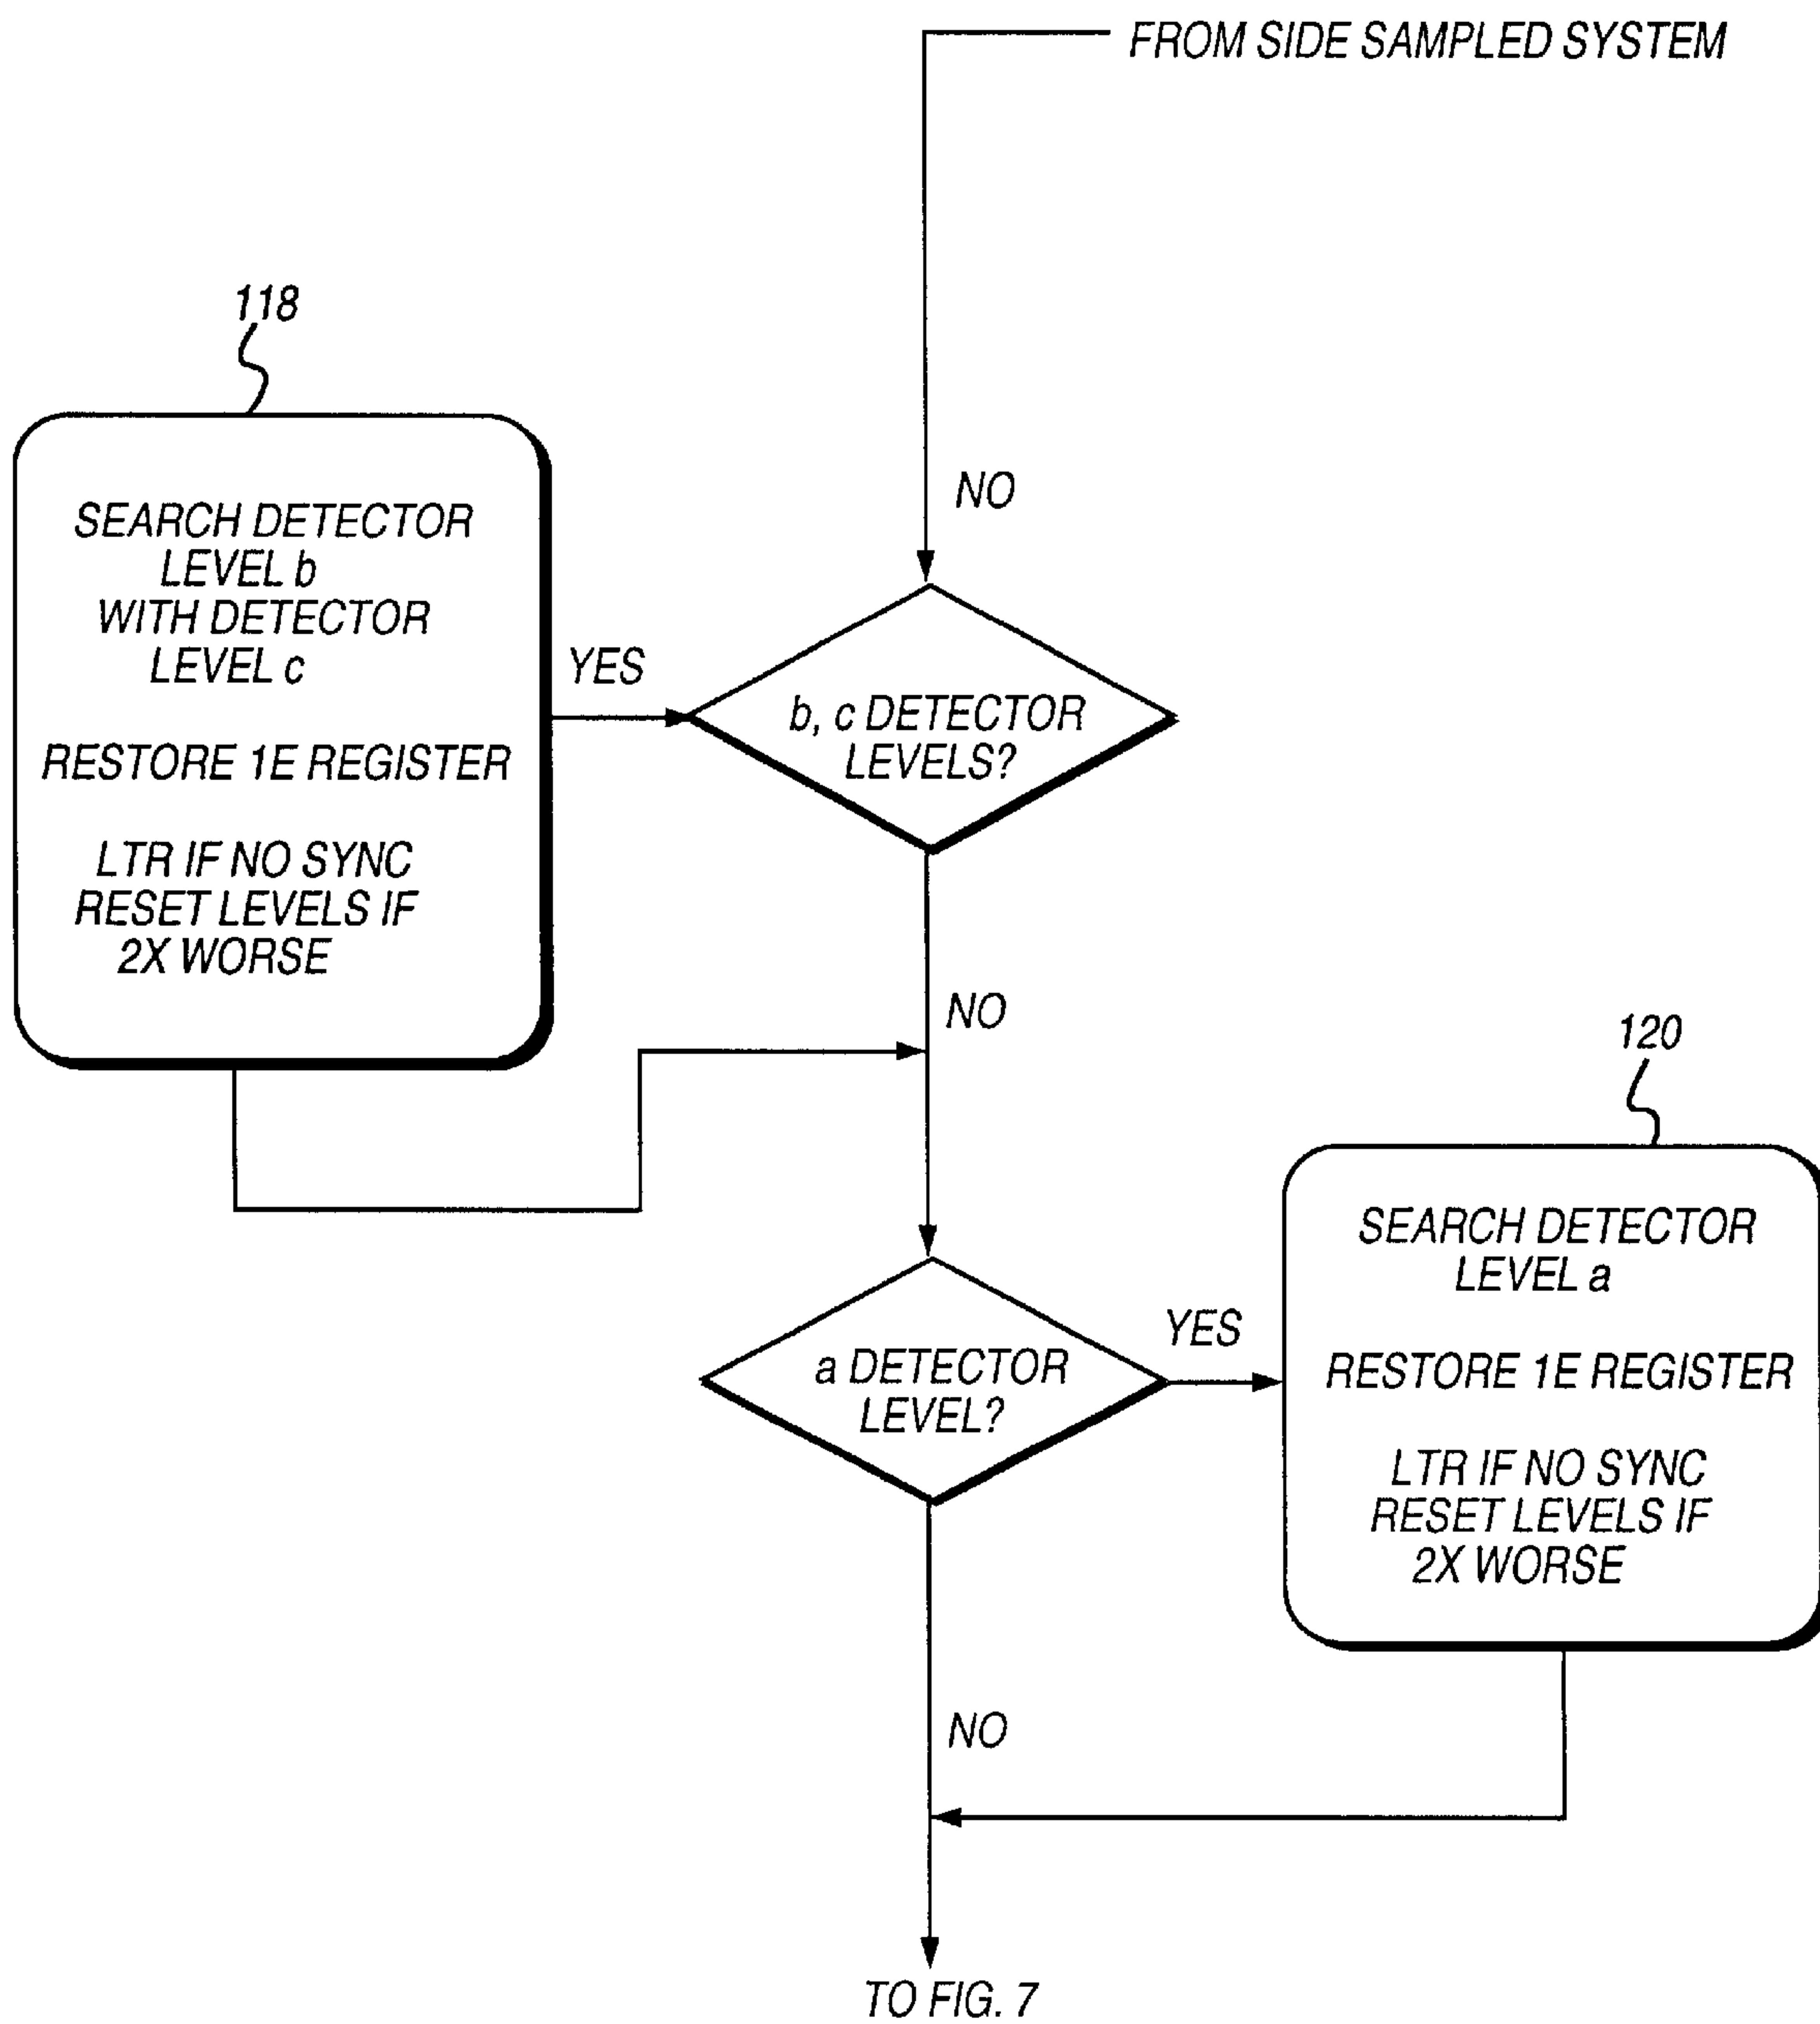 FROM SIDE SAMPLED SYSTEM
NO
118
SEARCH DETECTOR
LEVEL b
WITH DETECTOR
LEVEL c
RESTORE 1E REGISTER
LTR IF NO SYNC
RESET LEVELS IF
2X WORSE
YES
b, c DETECTOR
LEVELS?
NO
120
a DETECTOR
LEVEL?
YES
SEARCH DETECTOR
LEVEL a
RESTORE 1E REGISTER
LTR IF NO SYNC
RESET LEVELS IF
2X WORSE
NO
TO FIG. 7